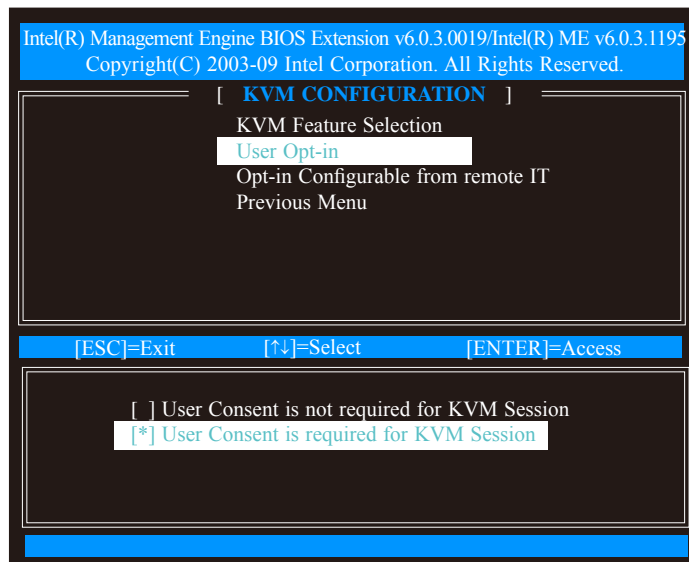 Intel(R) Management Engine BIOS Extension v6.0.3.0019/Intel(R) ME v6.0.3.1195
Copyright(C) 2003-09 Intel Corporation. All Rights Reserved.
[ KVM CONFIGURATION ]
KVM Feature Selection
User Opt-in
Opt-in Configurable from remote IT
Previous Menu
[ESC]=Exit [↑↓]=Select [ENTER]=Access
[ ] User Consent is not required for KVM Session
[*] User Consent is required for KVM Session